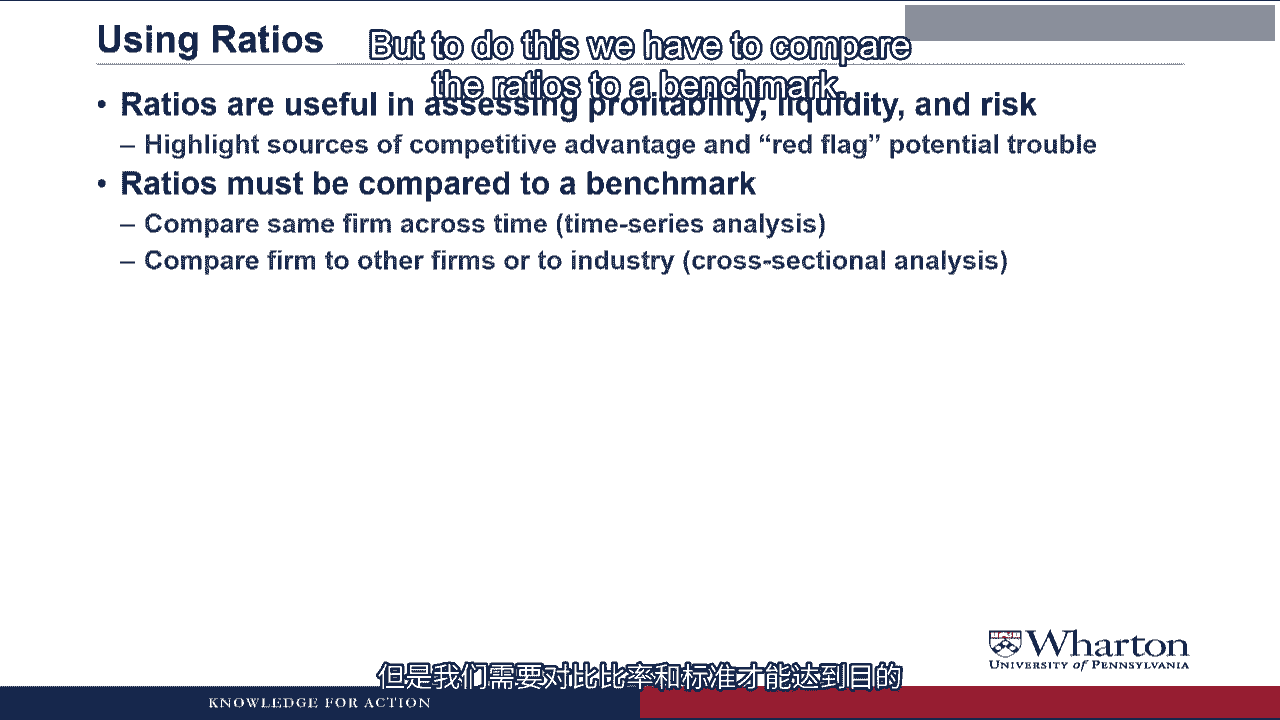 Using Ratios
But to do this we have to compare
the ratios to a benchmark.
• Ratios are useful in assessing profitability, liquidity, and risk
– Highlight sources of competitive advantage and “red flag” potential trouble
• Ratios must be compared to a benchmark
– Compare same firm across time (time-series analysis)
– Compare firm to other firms or to industry (cross-sectional analysis)
Wharton
UNIVERSITY of PENNSYLVANIA
但是我们需要对比比率和标准才能达到目的
KNOWLEDGE FOR ACTION